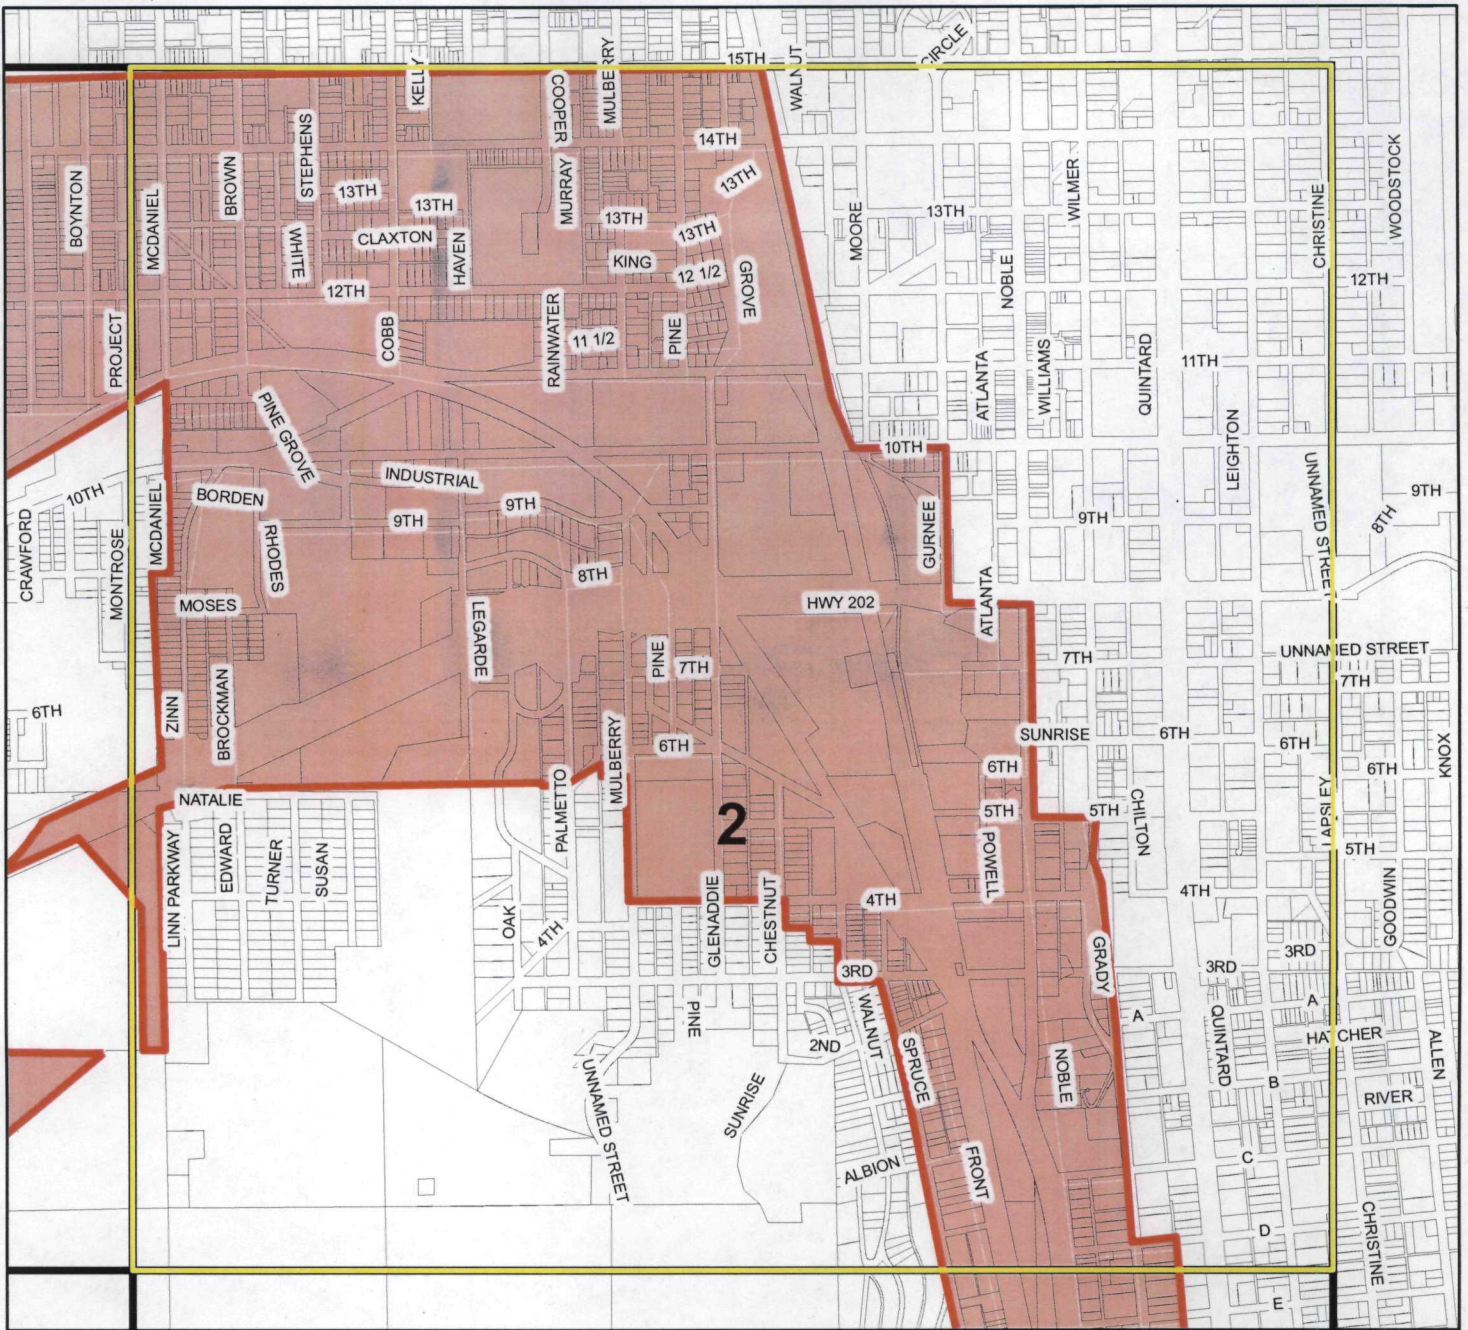 CIRCLE
WALNUT
15TH
KELLY
COOPER
MULBERRY
14TH
STEPHENS
BROWN
BOYNTON
MCDANIEL
13TH
13TH
MURRAY
13TH
13TH
13TH
WILMER
WOODSTOCK
MOORE
13TH
CHRISTINE
WHITE
CLAXTON
HAVEN
KING
12 1/2
GROVE
NOBLE
12TH
12TH
PROJECT
COBB
RAINWATER
11 1/2
PINE
ATLANTA
WILLIAMS
QUINTARD
11TH
PINE GROVE
10TH
LEIGHTON
10TH
BORDEN
INDUSTRIAL
9TH
9TH
9TH
9TH
8TH
UNNAMED STREET
CRAWFORD
MONTROSE
MCDANIEL
RHODES
GURNEE
8TH
MOSES
HWY 202
ATLANTA
LEGARDE
PINE
7TH
7TH
UNNAMED STREET
7TH
6TH
ZINN
BROCKMAN
MULBERRY
6TH
SUNRISE
6TH
6TH
KNOX
6TH
6TH
NATALIE
PALMETTO
2
5TH
5TH
CHILTON
LAPSLEY
5TH
LINN PARKWAY
EDWARD
TURNER
SUSAN
POWELL
4TH
4TH
OAK
4TH
GLENADDIE
CHESTNUT
GOODWIN
GRADY
3RD
3RD
3RD
A
A
PINE
WALNUT
2ND
QUINTARD
HATCHER
ALLEN
SPRUCE
NOBLE
B
RIVER
UNNAMED STREET
SUNRISE
ALBION
FRONT
C
D
CHRISTINE
E